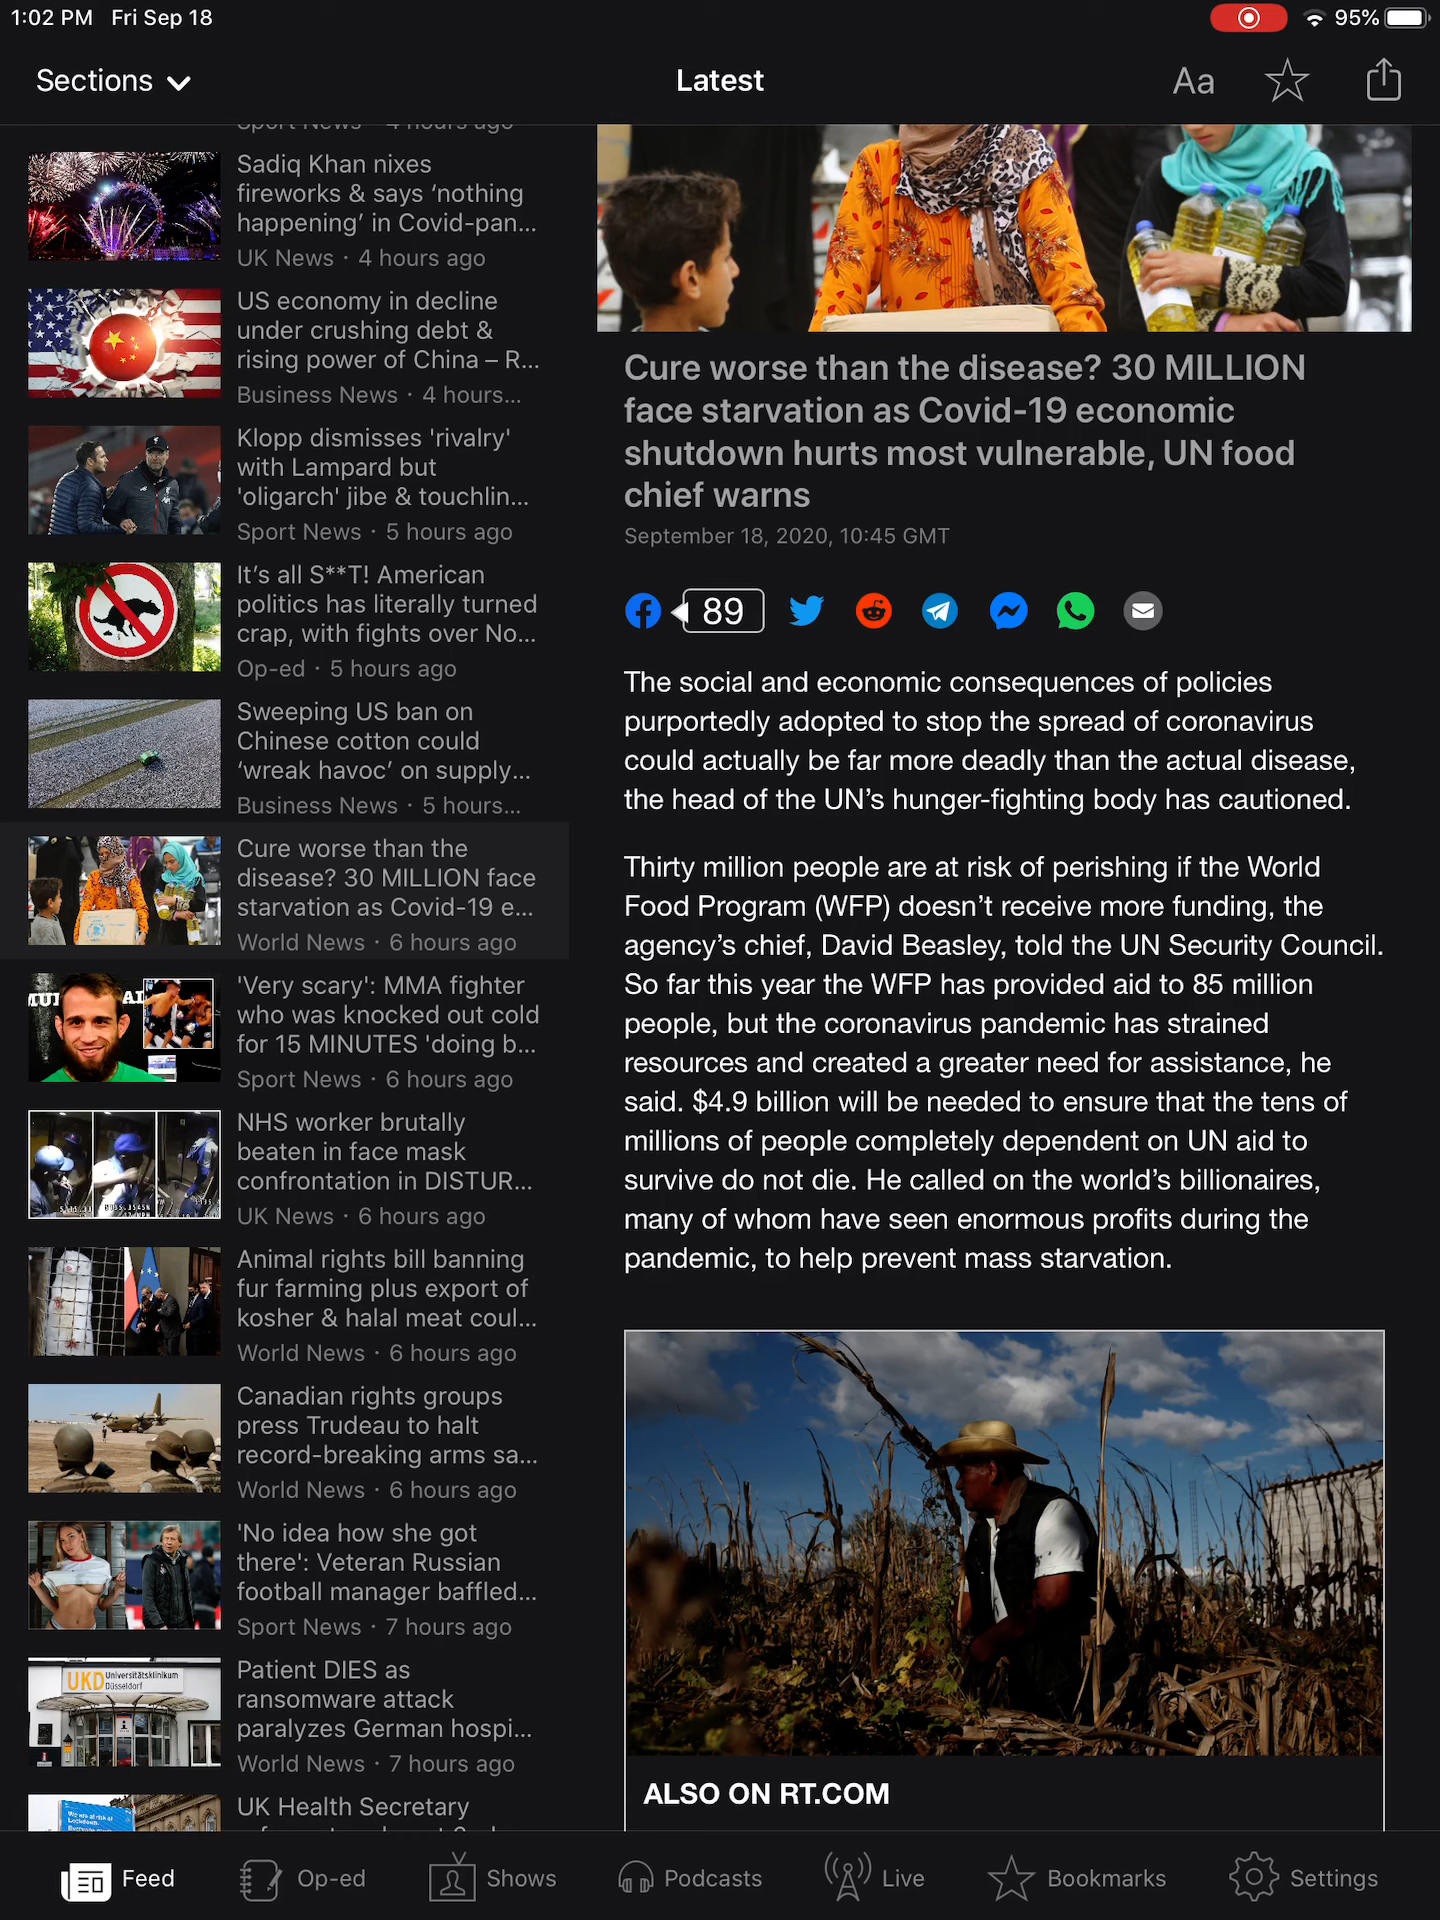 1:02 PM Fri Sep 18
95%
Sections
Latest
Aa
Sport News · 4 hours ago
Sadiq Khan nixes
fireworks & says ‘nothing
happening’ in Covid-pan...
UK News · 4 hours ago
US economy in decline
under crushing debt &
rising power of China – R...
Business News · 4 hours...
Klopp dismisses 'rivalry'
with Lampard but
'oligarch' jibe & touchlin...
Sport News · 5 hours ago
It’s all S**T! American
politics has literally turned
crap, with fights over No...
Op-ed · 5 hours ago
Sweeping US ban on
Chinese cotton could
‘wreak havoc’ on supply...
Business News · 5 hours...
Cure worse than the
disease? 30 MILLION face
starvation as Covid-19 e...
World News · 6 hours ago
'Very scary': MMA fighter
who was knocked out cold
for 15 MINUTES 'doing b...
Sport News · 6 hours ago
NHS worker brutally
beaten in face mask
confrontation in DISTUR...
UK News · 6 hours ago
Animal rights bill banning
fur farming plus export of
kosher & halal meat coul...
World News · 6 hours ago
Canadian rights groups
press Trudeau to halt
record-breaking arms sa...
World News · 6 hours ago
'No idea how she got
there': Veteran Russian
football manager baffled...
Sport News · 7 hours ago
UKD Universitätsklinikum
Düsseldorf
Patient DIES as
ransomware attack
paralyzes German hospi...
World News · 7 hours ago
UK Health Secretary
Cure worse than the disease? 30 MILLION
face starvation as Covid-19 economic
shutdown hurts most vulnerable, UN food
chief warns
September 18, 2020, 10:45 GMT
89
The social and economic consequences of policies
purportedly adopted to stop the spread of coronavirus
could actually be far more deadly than the actual disease,
the head of the UN’s hunger-fighting body has cautioned.
Thirty million people are at risk of perishing if the World
Food Program (WFP) doesn’t receive more funding, the
agency’s chief, David Beasley, told the UN Security Council.
So far this year the WFP has provided aid to 85 million
people, but the coronavirus pandemic has strained
resources and created a greater need for assistance, he
said. $4.9 billion will be needed to ensure that the tens of
millions of people completely dependent on UN aid to
survive do not die. He called on the world’s billionaires,
many of whom have seen enormous profits during the
pandemic, to help prevent mass starvation.
ALSO ON RT.COM
Feed
Op-ed
Shows
Podcasts
Live
Bookmarks
Settings